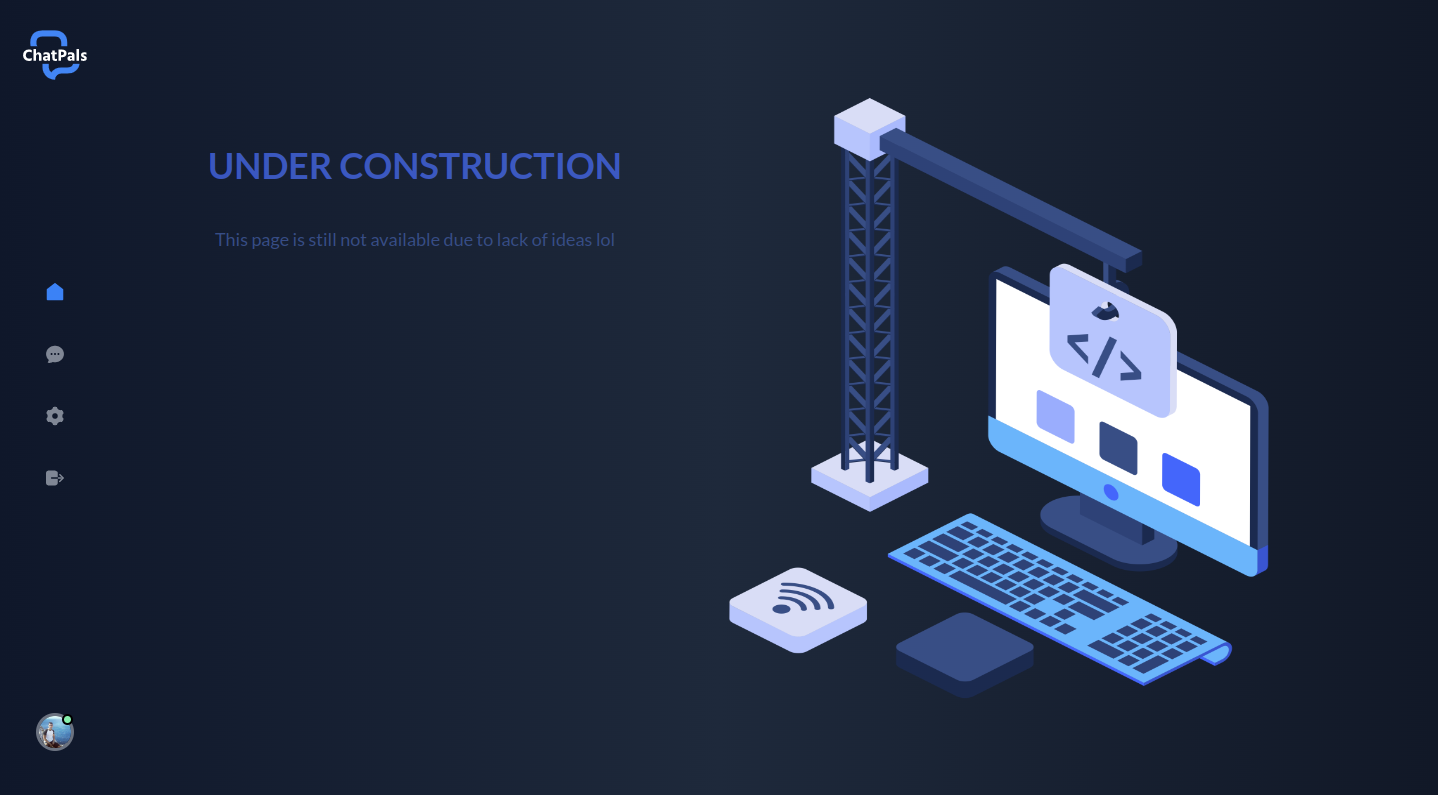 ChatPals
UNDER CONSTRUCTION
This page is still not available due to lack of ideas lol
</>